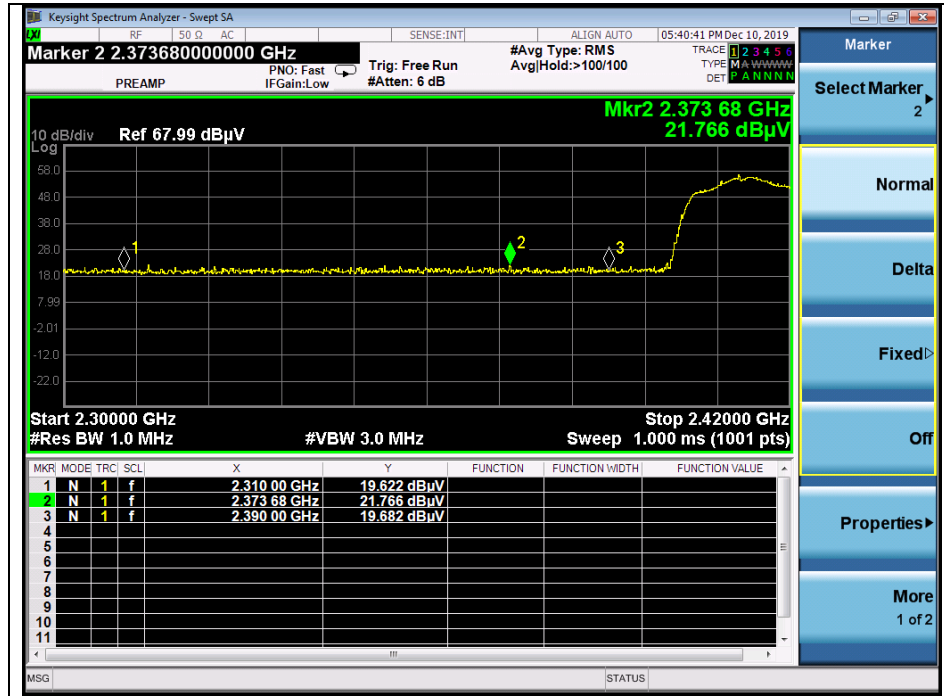 Keysight Spectrum Analyzer - Swept SA
LXI RF 50 Ω AC SENSE:INT ALIGN AUTO 05:40:41 PM Dec 10, 2019
Marker 2 2.373680000000 GHz
PREAMP
PNO: Fast
IFGain:Low
Trig: Free Run
#Atten: 6 dB
#Avg Type: RMS
Avg|Hold:>100/100
TRACE 1 2 3 4 5 6
TYPE M A W W W W
DET P A N N N N
Mkr2 2.373 68 GHz
21.766 dBµV
10 dB/div Ref 67.99 dBµV
Log
58.0
48.0
38.0
28.0
18.0
7.99
-2.01
-12.0
-22.0
1
2
3
Start 2.30000 GHz Stop 2.42000 GHz
#Res BW 1.0 MHz #VBW 3.0 MHz Sweep 1.000 ms (1001 pts)
MKR MODE TRC SCL X Y FUNCTION FUNCTION WIDTH FUNCTION VALUE
1 N 1 f 2.310 00 GHz 19.622 dBµV
2 N 1 f 2.373 68 GHz 21.766 dBµV
3 N 1 f 2.390 00 GHz 19.682 dBµV
4
5
6
7
8
9
10
11
MSG STATUS
Marker
Select Marker
2
Normal
Delta
Fixed
Off
Properties
More
1 of 2